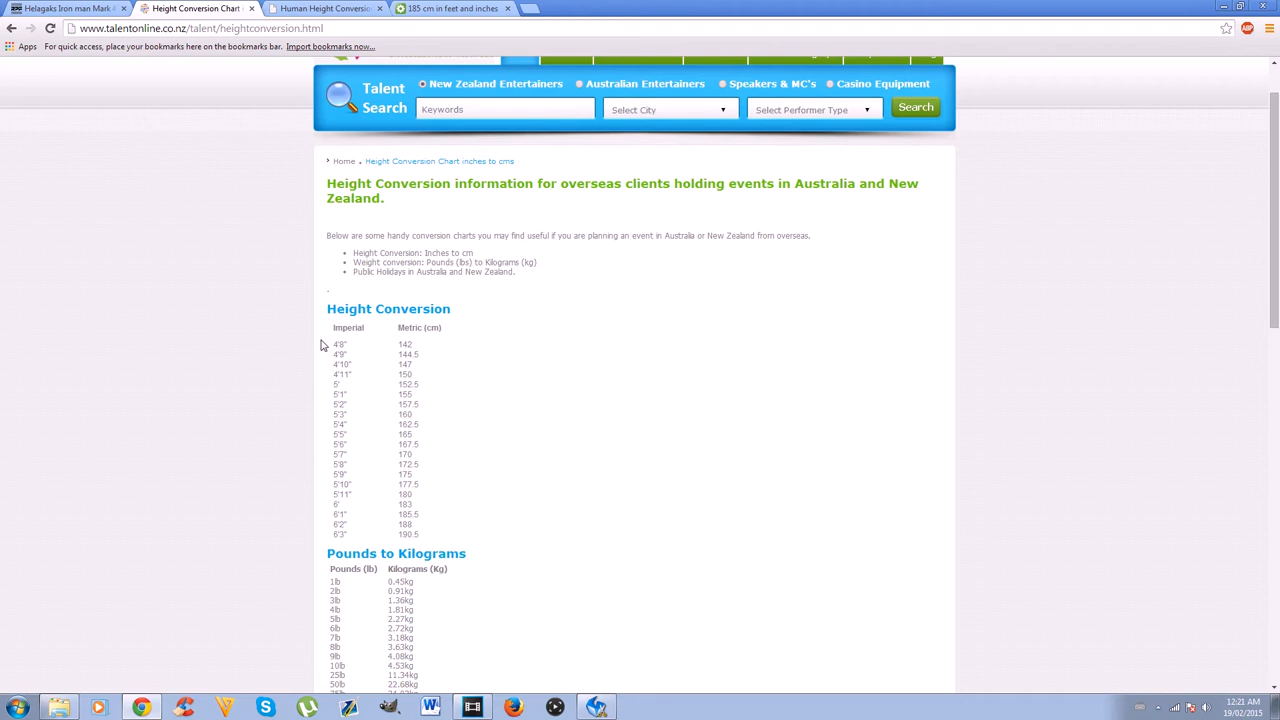 Helagaks Iron man Mark
Height Conversion Chart
Human Height Conversio
185 cm in feet and inches
www.talentonline.co.nz/talent/heightconversion.html
Apps For quick access, place your bookmarks here on the bookmarks bar. Import bookmarks now...
Talent Search
New Zealand Entertainers
Australian Entertainers
Speakers & MC's
Casino Equipment
Keywords
Select City
Select Performer Type
Search
Home
Height Conversion Chart inches to cms
Height Conversion information for overseas clients holding events in Australia and New
Zealand.
Below are some handy conversion charts you may find useful if you are planning an event in Australia or New Zealand from overseas.
• Height Conversion: Inches to cm
• Weight conversion: Pounds (lbs) to Kilograms (kg)
• Public Holidays in Australia and New Zealand.
.
Height Conversion
Imperial Metric (cm)
4'8" 142
4'9" 144.5
4'10" 147
4'11" 150
5' 152.5
5'1" 155
5'2" 157.5
5'3" 160
5'4" 162.5
5'5" 165
5'6" 167.5
5'7" 170
5'8" 172.5
5'9" 175
5'10" 177.5
5'11" 180
6' 183
6'1" 185.5
6'2" 188
6'3" 190.5
Pounds to Kilograms
Pounds (lb) Kilograms (Kg)
1lb 0.45kg
2lb 0.91kg
3lb 1.36kg
4lb 1.81kg
5lb 2.27kg
6lb 2.72kg
7lb 3.18kg
8lb 3.63kg
9lb 4.08kg
10lb 4.53kg
25lb 11.34kg
50lb 22.68kg
12:21 AM
19/02/2015